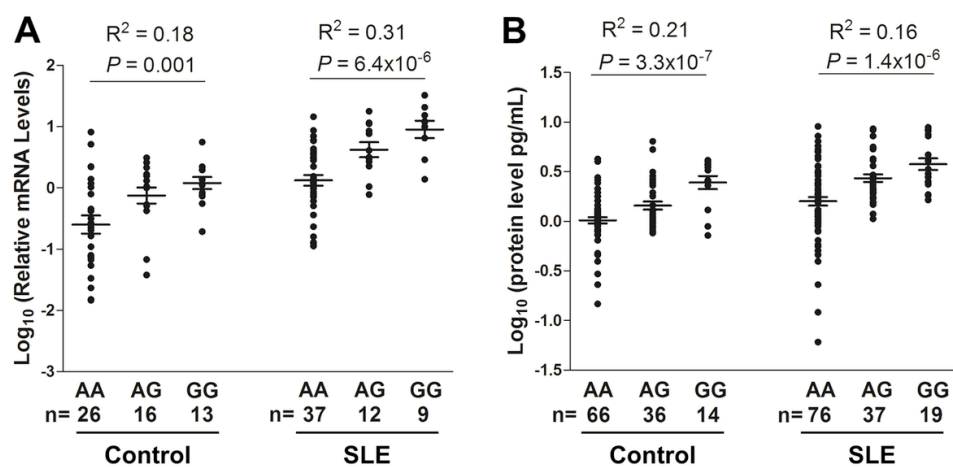 A
R² = 0.18
P = 0.001
R² = 0.31
P = 6.4x10⁻⁶
Log₁₀ (Relative mRNA Levels)
2
1
0
-1
-2
-3
AA AG GG AA AG GG
n= 26 16 13 n= 37 12 9
Control SLE
B
R² = 0.21
P = 3.3x10⁻⁷
R² = 0.16
P = 1.4x10⁻⁶
Log₁₀ (protein level pg/mL)
1.5
1.0
0.5
0.0
-0.5
-1.0
-1.5
AA AG GG AA AG GG
n= 66 36 14 n= 76 37 19
Control SLE